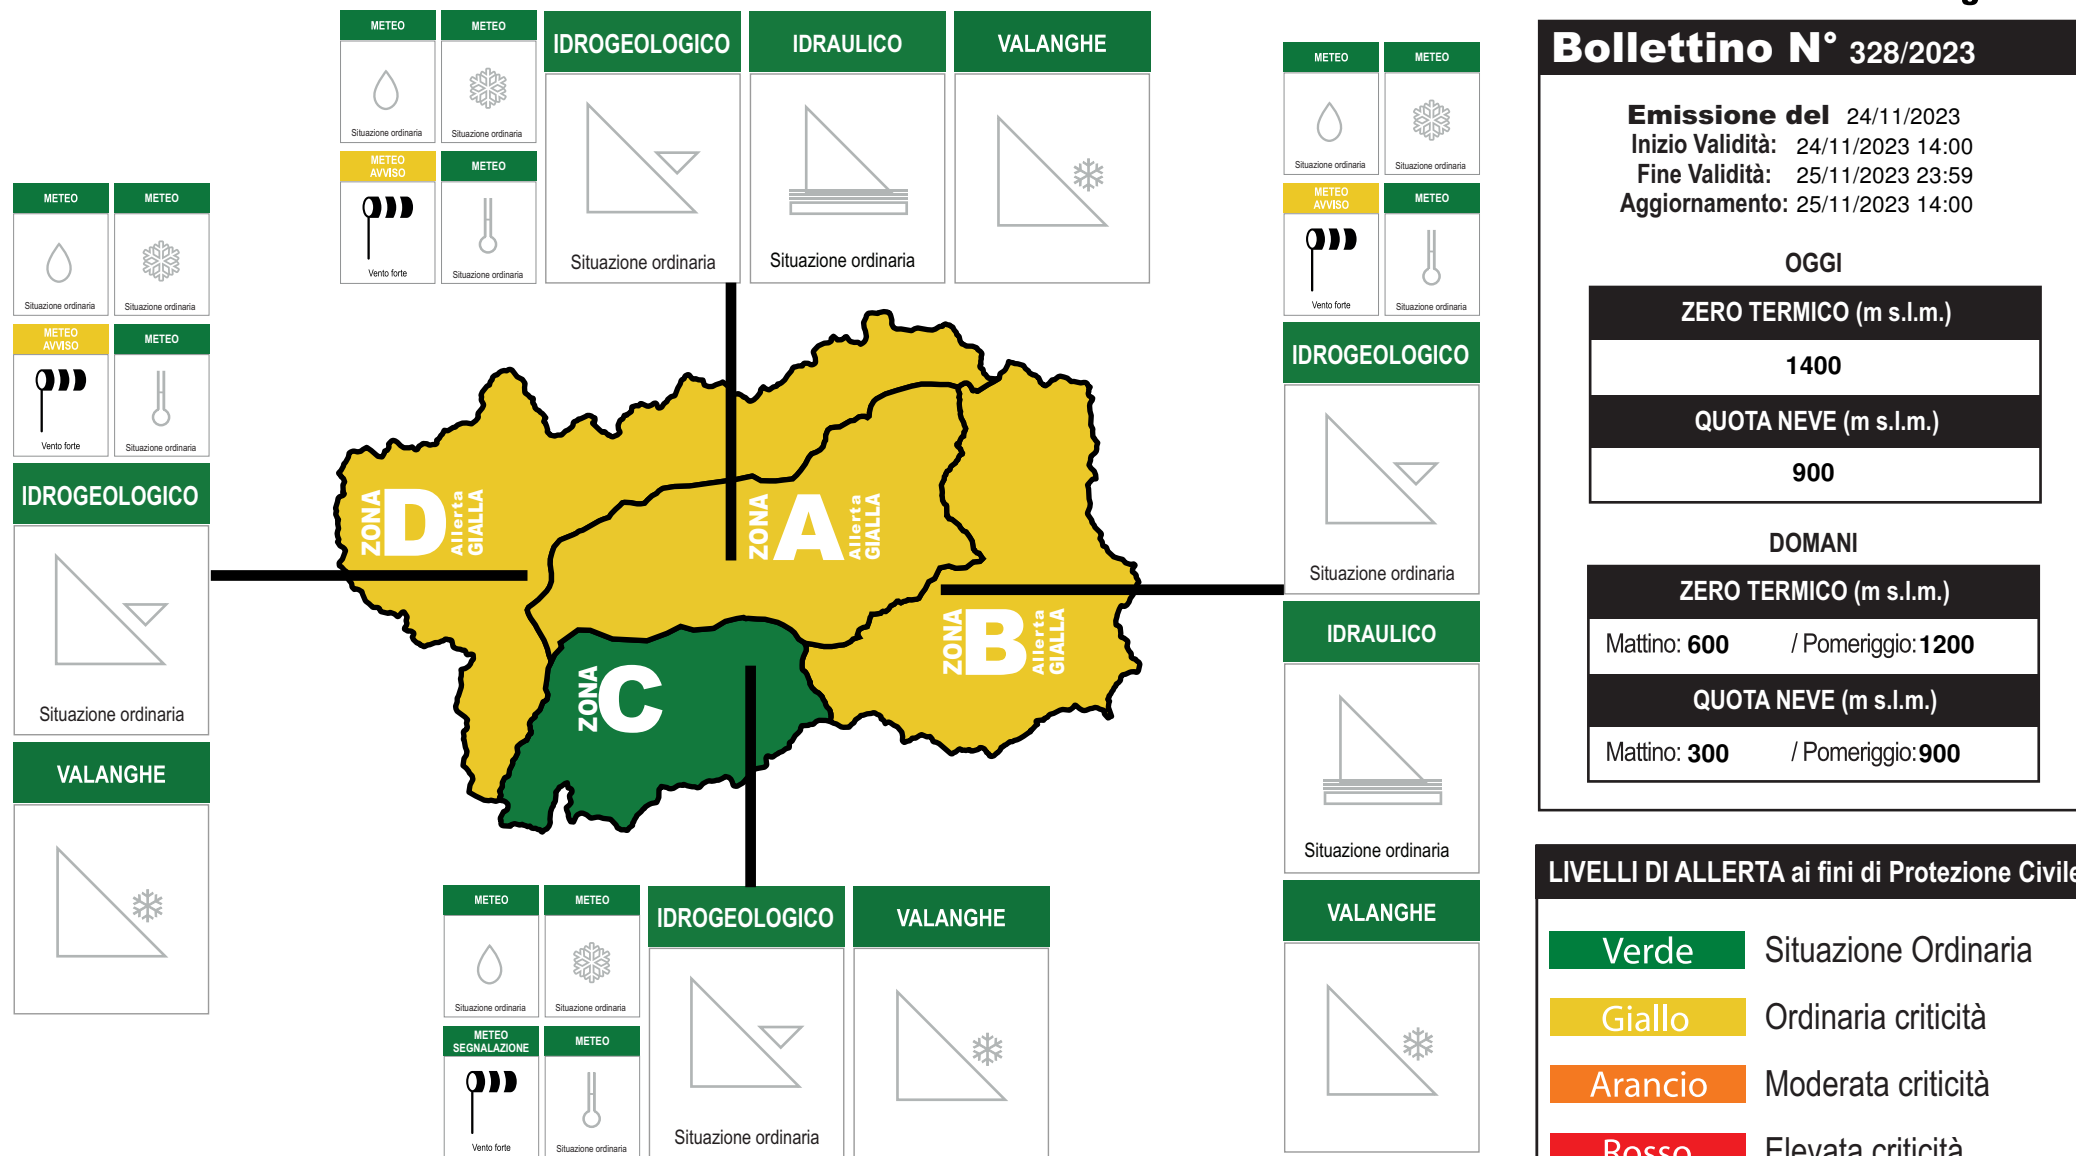 METEO
METEO
Situazione ordinaria
Situazione ordinaria
METEO
AVVISO
METEO
Vento forte
Situazione ordinaria
IDROGEOLOGICO
Situazione ordinaria
IDRAULICO
Situazione ordinaria
VALANGHE
METEO
METEO
Situazione ordinaria
Situazione ordinaria
METEO
AVVISO
METEO
Vento forte
Situazione ordinaria
IDROGEOLOGICO
Situazione ordinaria
VALANGHE
ZONA
D
Allerta
GIALLA
ZONA
A
Allerta
GIALLA
ZONA
B
Allerta
GIALLA
ZONA
C
METEO
METEO
Situazione ordinaria
Situazione ordinaria
METEO
SEGNALAZIONE
METEO
Vento forte
Situazione ordinaria
IDROGEOLOGICO
Situazione ordinaria
VALANGHE
METEO
METEO
Situazione ordinaria
Situazione ordinaria
METEO
AVVISO
METEO
Vento forte
Situazione ordinaria
IDROGEOLOGICO
Situazione ordinaria
IDRAULICO
Situazione ordinaria
VALANGHE
Bollettino N° 328/2023
Emissione del 24/11/2023
Inizio Validità: 24/11/2023 14:00
Fine Validità: 25/11/2023 23:59
Aggiornamento: 25/11/2023 14:00
OGGI
ZERO TERMICO (m s.l.m.)
1400
QUOTA NEVE (m s.l.m.)
900
DOMANI
ZERO TERMICO (m s.l.m.)
Mattino: 600 / Pomeriggio: 1200
QUOTA NEVE (m s.l.m.)
Mattino: 300 / Pomeriggio: 900
LIVELLI DI ALLERTA ai fini di Protezione Civile
Verde Situazione Ordinaria
Giallo Ordinaria criticità
Arancio Moderata criticità
Rosso Elevata criticità